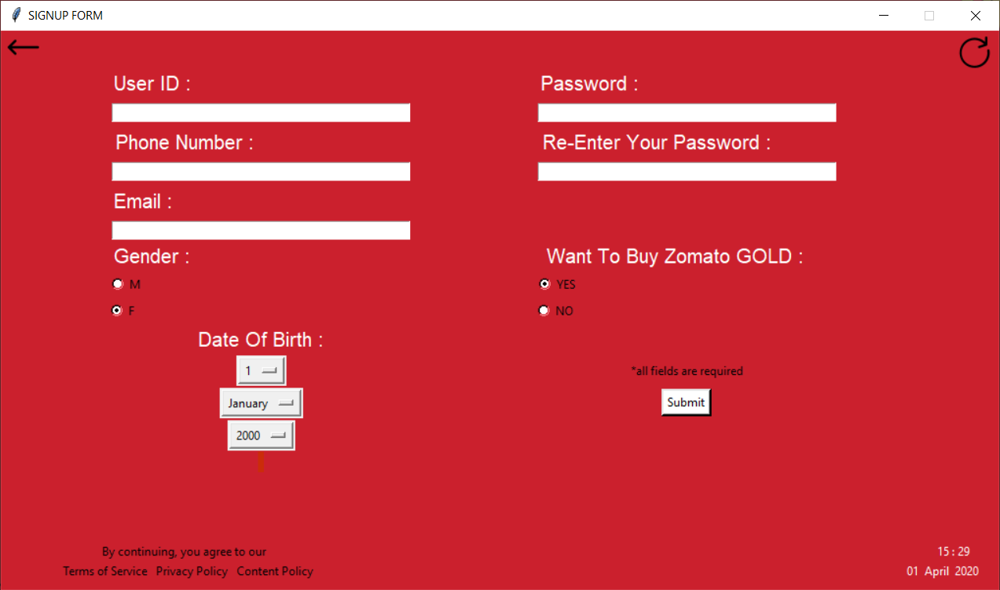 SIGNUP FORM
User ID :
Password :
Phone Number :
Re-Enter Your Password :
Email :
Gender :
Want To Buy Zomato GOLD :
M
YES
F
NO
Date Of Birth :
1
*all fields are required
January
Submit
2000
By continuing, you agree to our
15 : 29
Terms of Service Privacy Policy Content Policy
01 April 2020